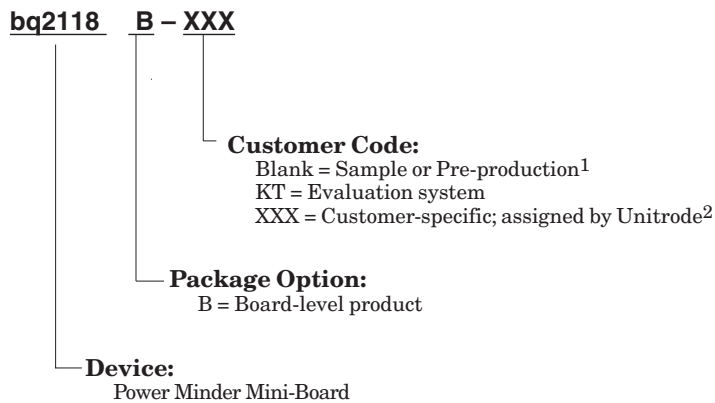 bq2118 B – XXX
Customer Code:
Blank = Sample or Pre-production1
KT = Evaluation system
XXX = Customer-specific; assigned by Unitrode2
Package Option:
B = Board-level product
Device:
Power Minder Mini-Board